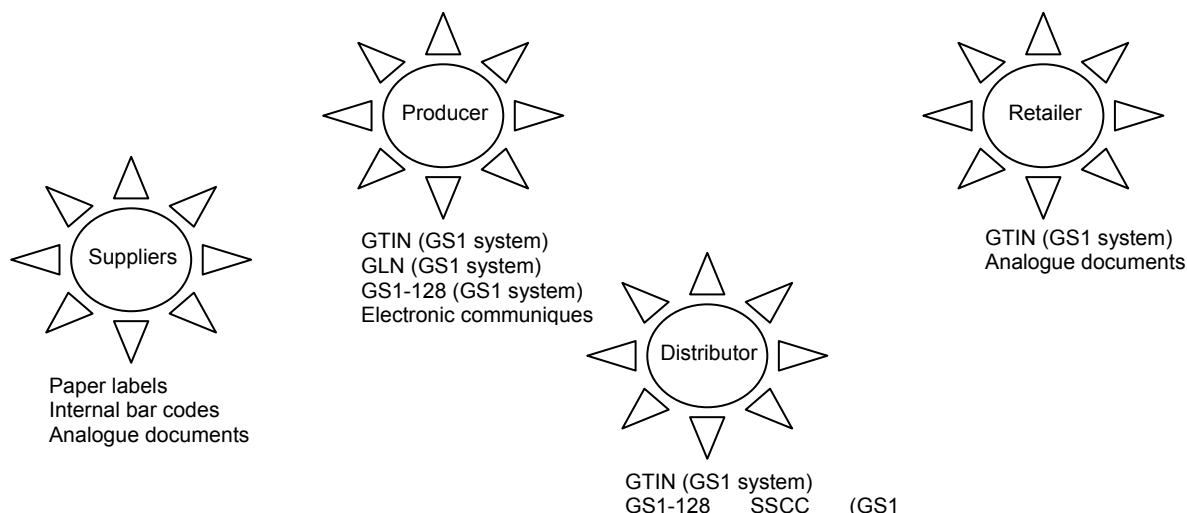 Producer
Retailer
Suppliers
GTIN (GS1 system)
GLN (GS1 system)
GS1-128 (GS1 system)
Electronic communiques
GTIN (GS1 system)
Analogue documents
Distributor
Paper labels
Internal bar codes
Analogue documents
GTIN (GS1 system)
GS1-128 SSCC (GS1